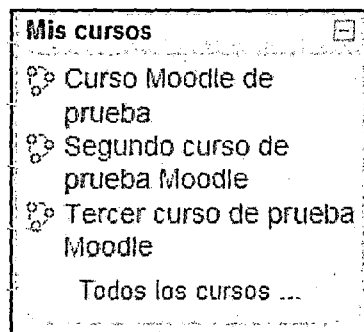 Mis cursos
Curso Moodle de
prueba
Segundo curso de
prueba Moodle
Tercer curso de prueba
Moodle
Todos los cursos ...